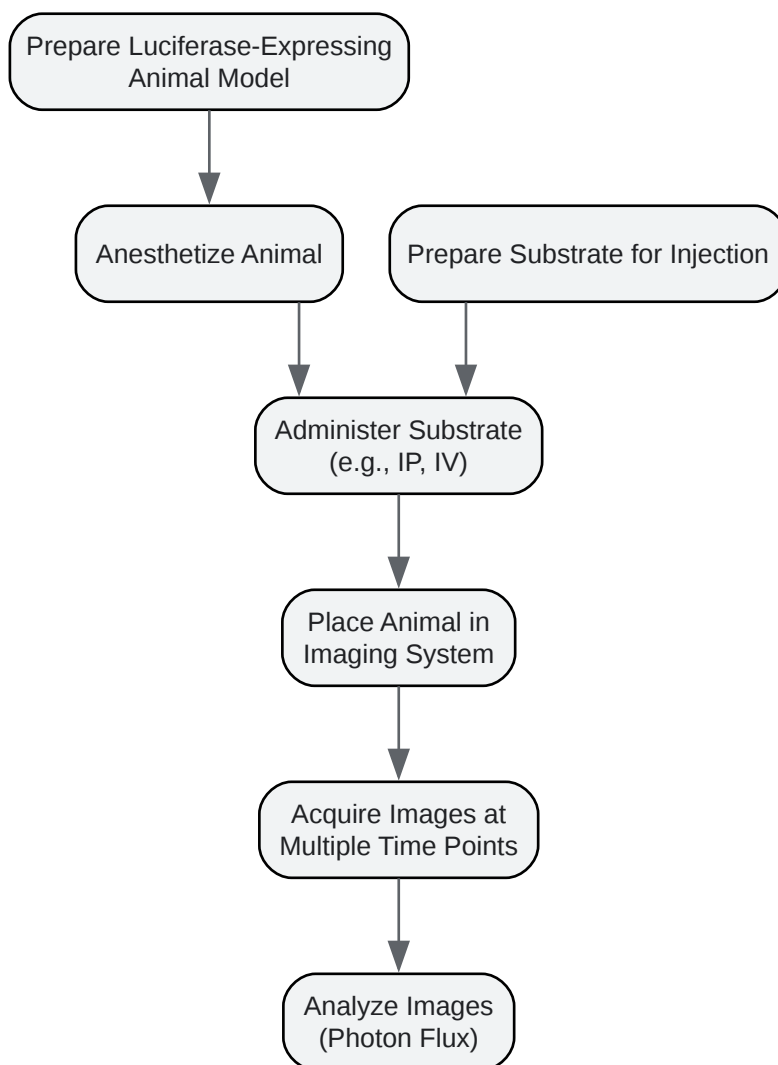 Prepare Luciferase-Expressing
Animal Model
Anesthetize Animal
Prepare Substrate for Injection
Administer Substrate
(e.g., IP, IV)
Place Animal in
Imaging System
Acquire Images at
Multiple Time Points
Analyze Images
(Photon Flux)